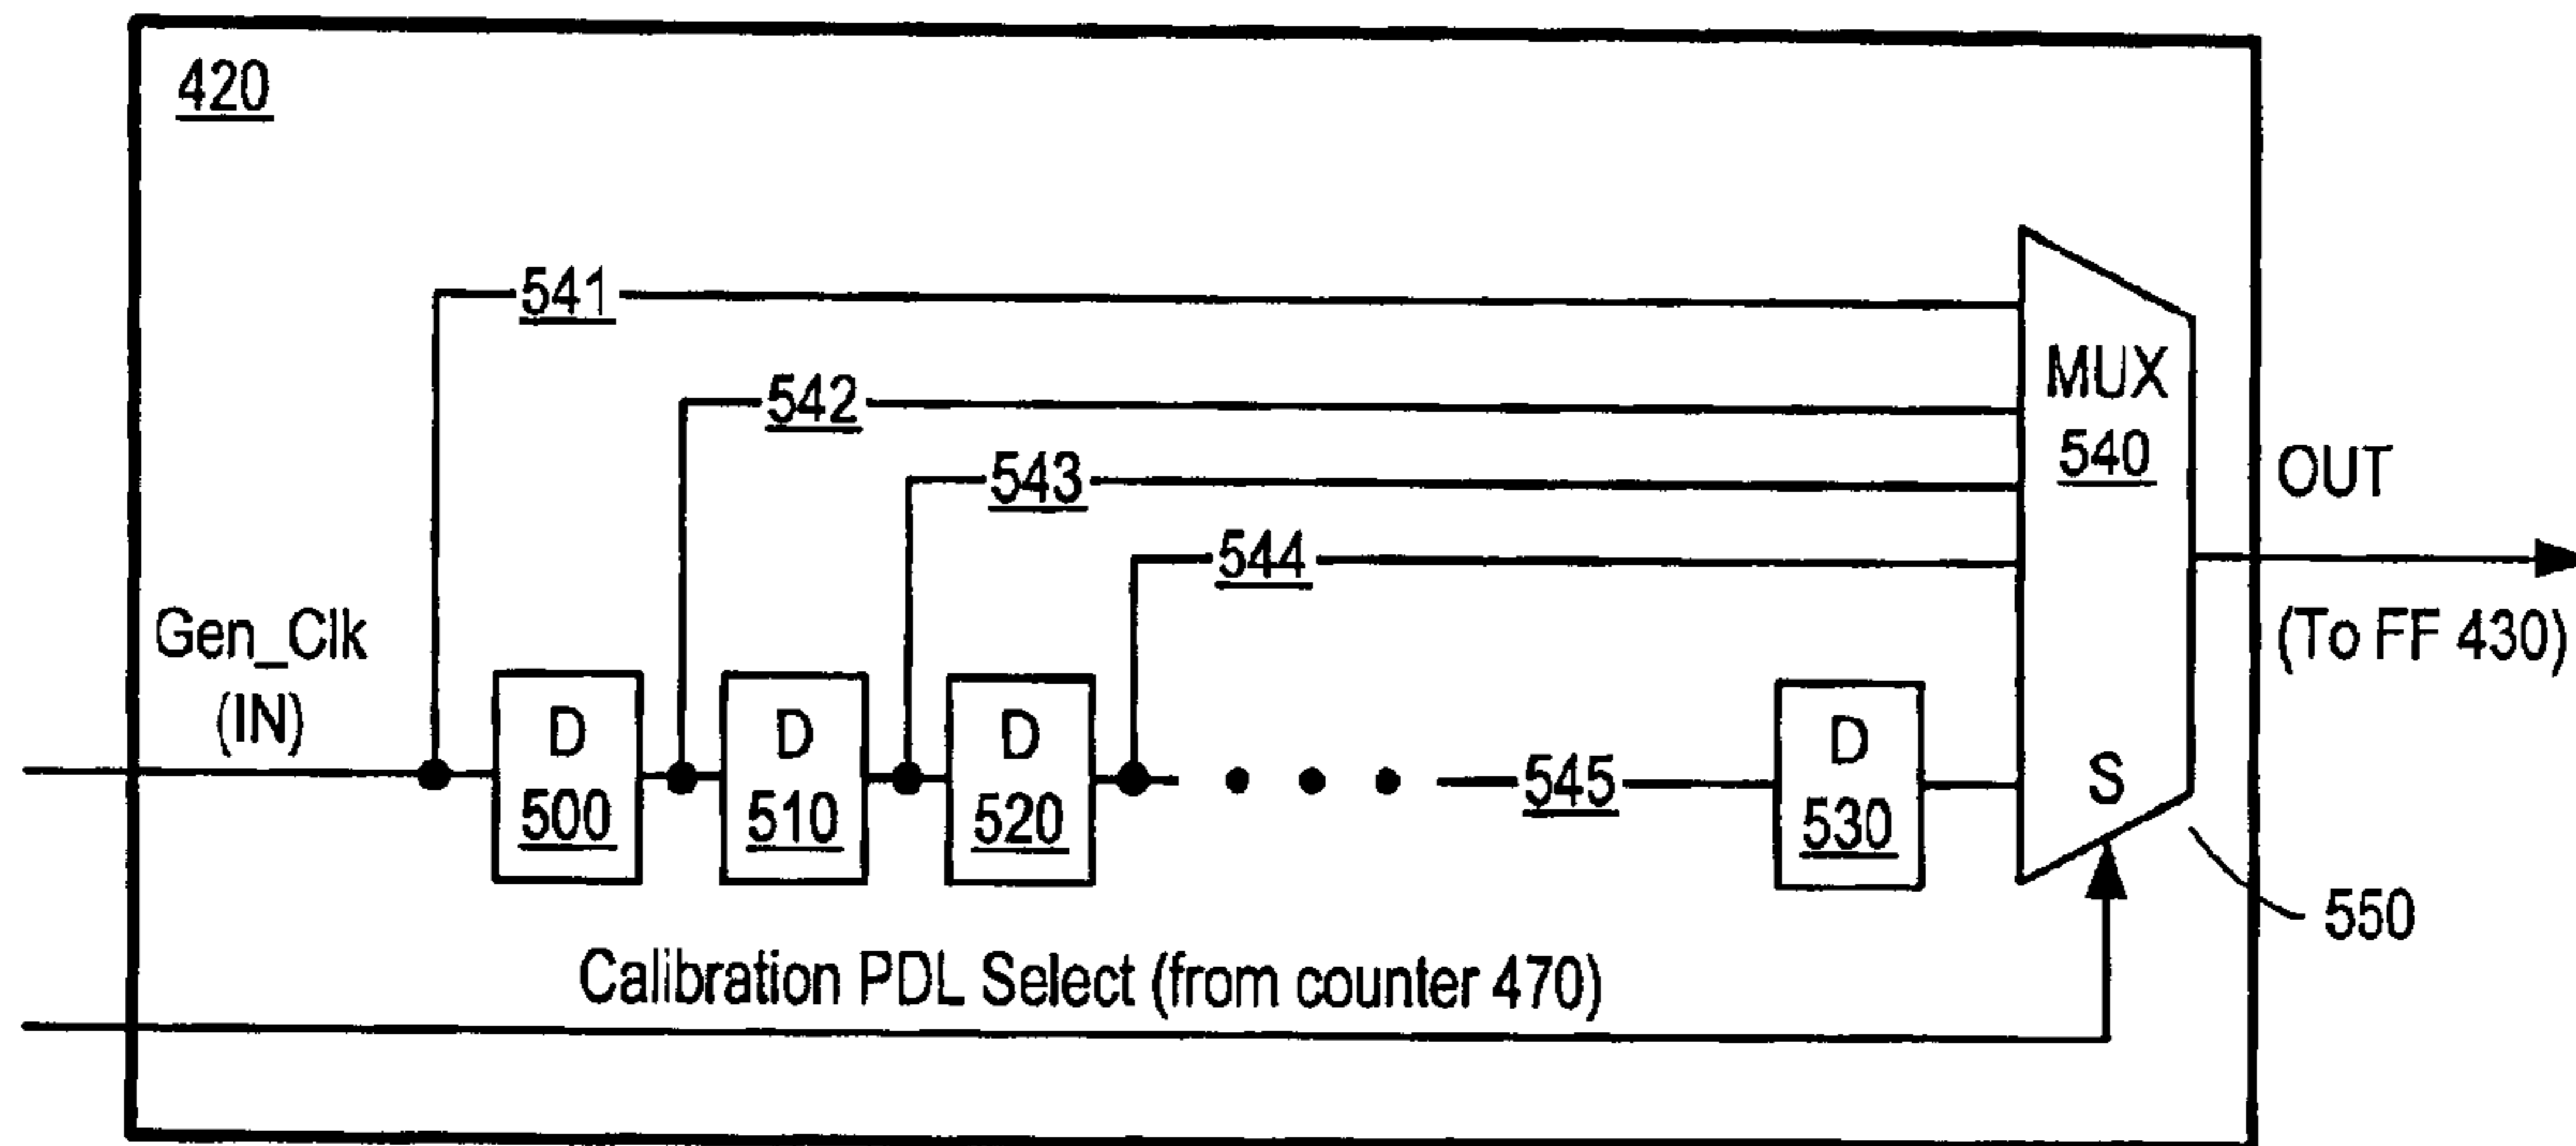 420
541
542
543
544
MUX
540
OUT
(To FF 430)
Gen_Clk
(IN)
D
500
D
510
D
520
545
D
530
S
550
Calibration PDL Select (from counter 470)